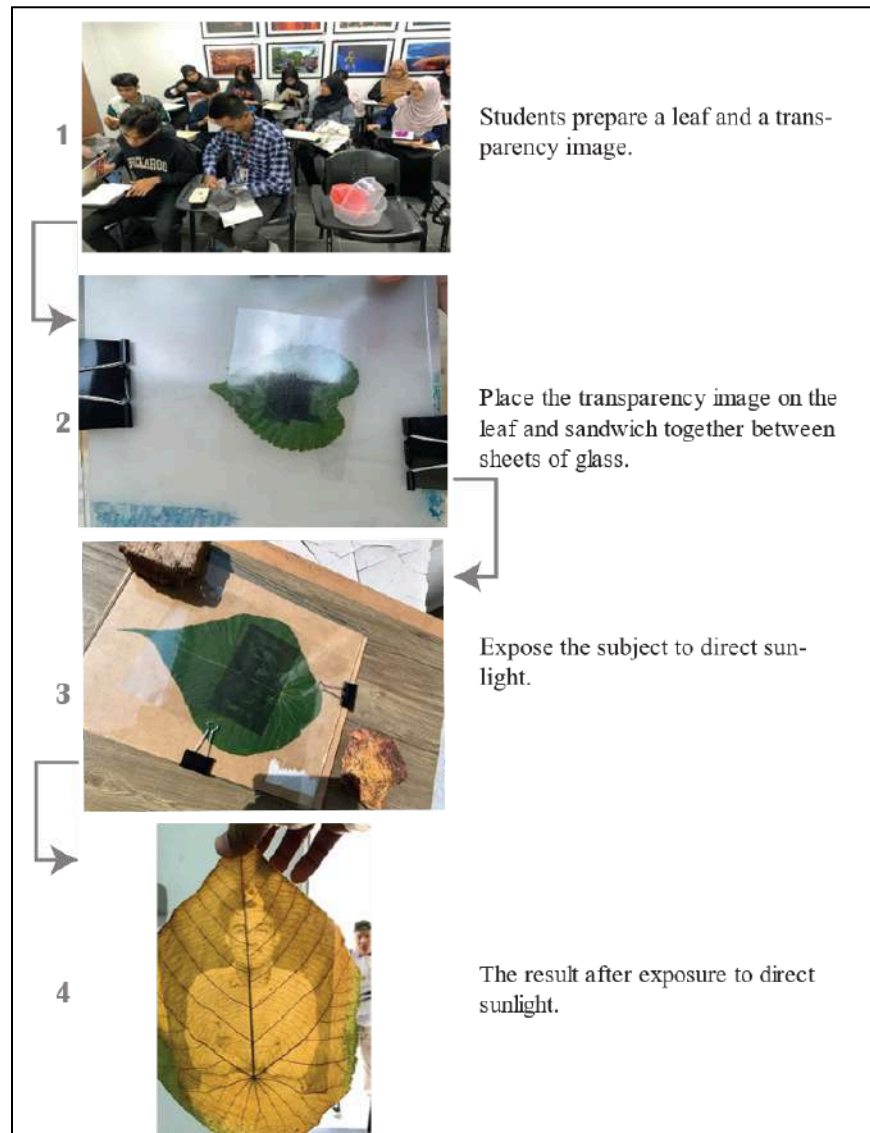 1
Students prepare a leaf and a trans-
parency image.
2
Place the transparency image on the
leaf and sandwich together between
sheets of glass.
3
Expose the subject to direct sun-
light.
4
The result after exposure to direct
sunlight.